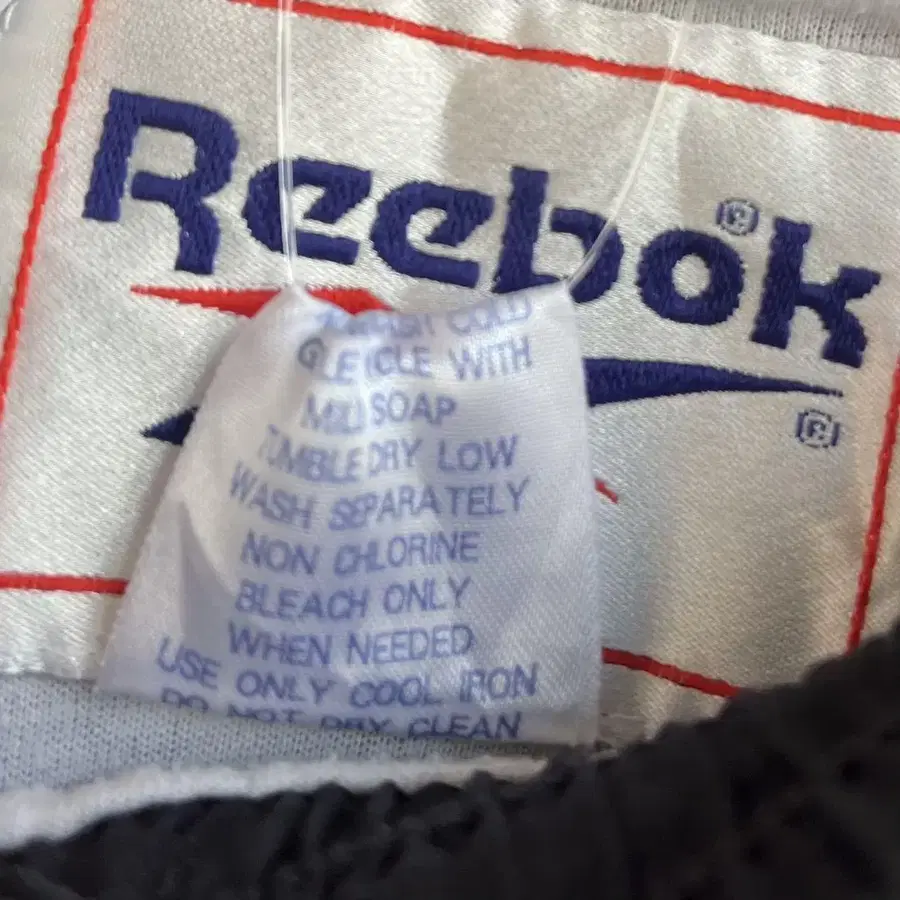 Reebok®
®
COLD
WITH
SOAP
TUMBLE DRY LOW
WASH SEPARATELY
NON CHLORINE
BLEACH ONLY
WHEN NEEDED
USE ONLY COOL IRON
DO NOT DRY CLEAN